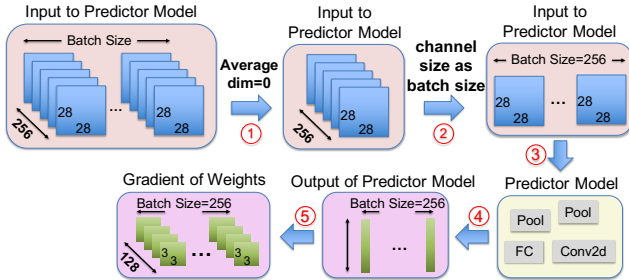 Input to Predictor Model
Batch Size
28
28
28
28
...
256
Average
dim=0
1
Input to
Predictor Model
28
28
256
channel
size as
batch size
2
Input to
Predictor Model
Batch Size=256
28
28
...
28
28
3
Predictor Model
Pool
Pool
FC
Conv2d
4
Output of Predictor Model
Batch Size=256
...
5
Gradient of Weights
Batch Size=256
3
3
...
3
3
128